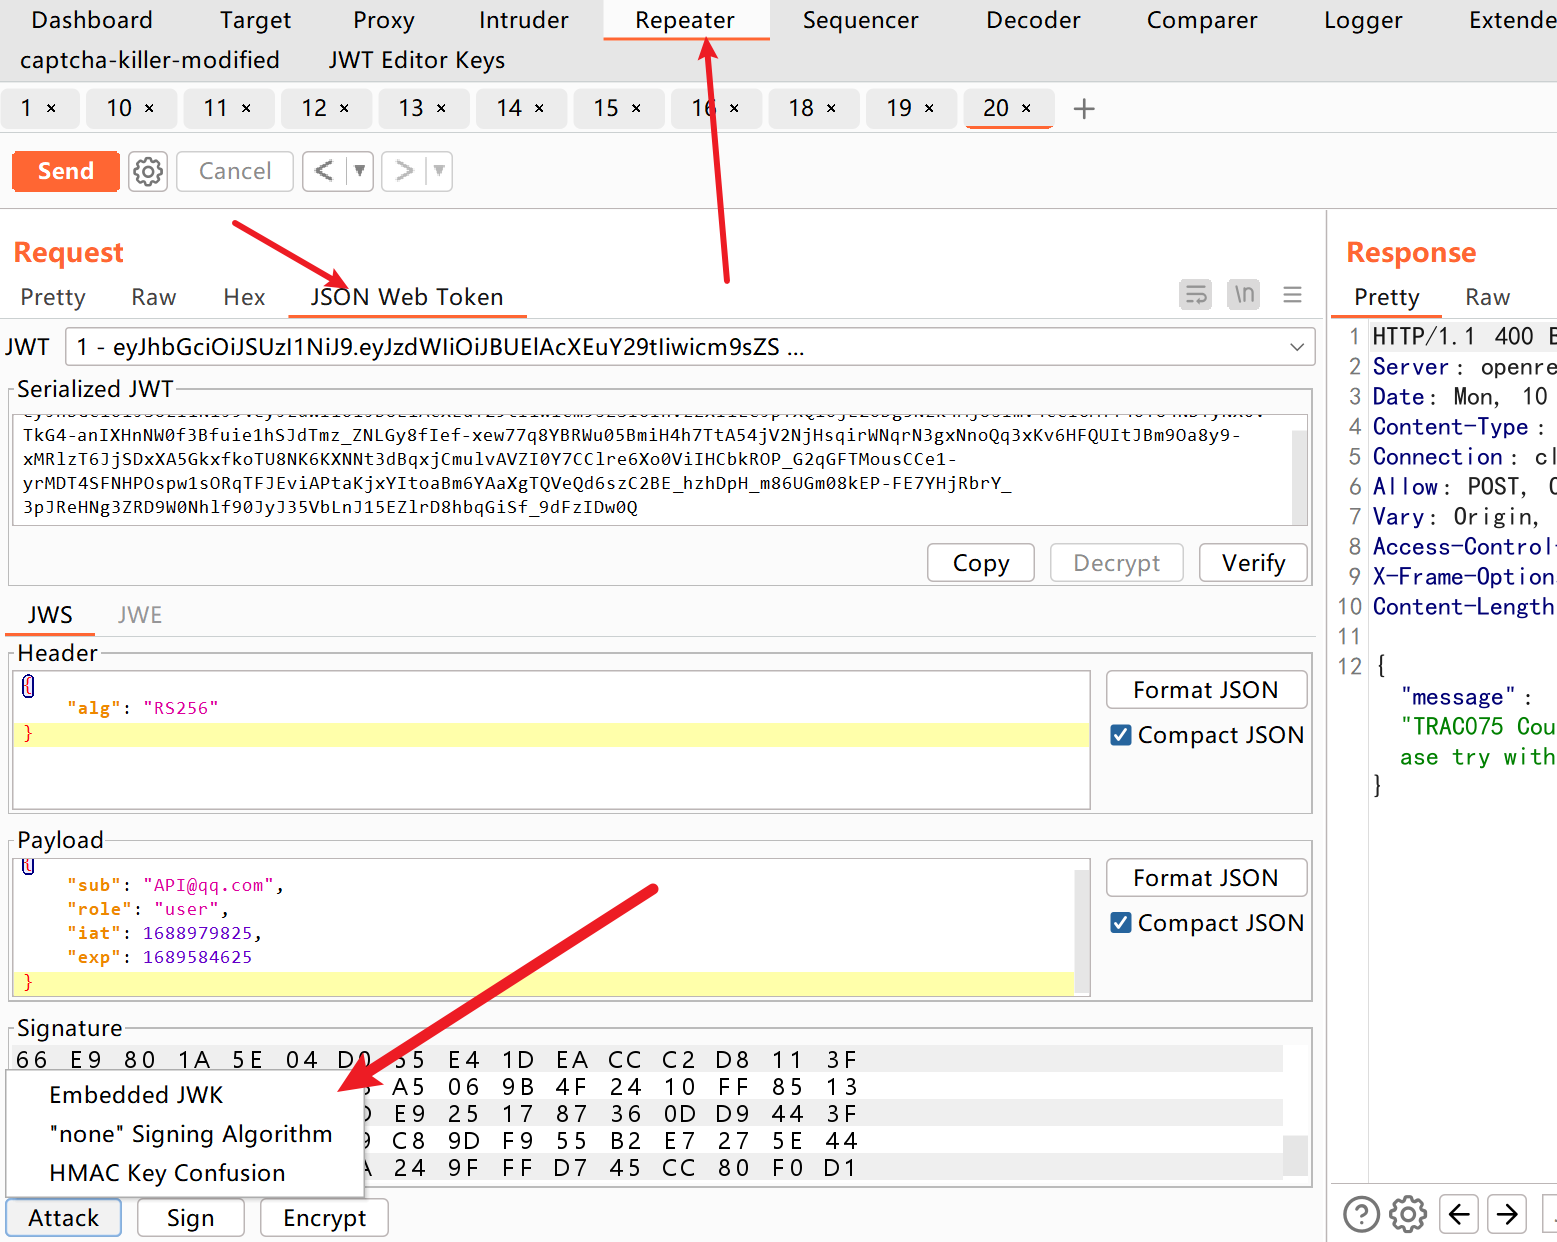 Dashboard Target Proxy Intruder Repeater Sequencer Decoder Comparer Logger Extende
captcha-killer-modified JWT Editor Keys
1 × 10 × 11 × 12 × 13 × 14 × 15 × 16 × 18 × 19 × 20 × +
Send Cancel < >
Request
Pretty Raw Hex JSON Web Token \n
JWT 1 - eyJhbGciOiJSUzI1NiJ9.eyJzdWIiOiJBUElAcXEuY29tIiwicm9sZS ...
Serialized JWT
TkG4-anIXHnNW0f3Bfuie1hSJdTmz_ZNLGy8fIef-xew77q8YBRWu05BmiH4h7TtA54jV2NjHsqirWNqrN3gxNnoQq3xKv6HFQUItJBm9Oa8y9-
xMRlzT6JjSDxXA5GkxfkoTU8NK6KXNNt3dBqxjCmulvAVZI0Y7CClre6Xo0ViIHCbkROP_G2qGFTMousCCe1-
yrMDT4SFNHPOspw1sORqTFJEviAPtaKjxYItoaBm6YAaXgTQVeQd6szC2BE_hzhDpH_m86UGm08kEP-FE7YHjRbrY_
3pJReHNg3ZRD9W0Nhlf90JyJ35VbLnJ15EZlrD8hbqGiSf_9dFzIDw0Q
Copy Decrypt Verify
JWS JWE
Header
{
"alg": "RS256"
}
Format JSON
Compact JSON
Payload
{
"sub": "API@qq.com",
"role": "user",
"iat": 1688979825,
"exp": 1689584625
}
Format JSON
Compact JSON
Signature
66 E9 80 1A 5E 04 D0 55 E4 1D EA CC C2 D8 11 3F
A5 06 9B 4F 24 10 FF 85 13
E9 25 17 87 36 0D D9 44 3F
C8 9D F9 55 B2 E7 27 5E 44
24 9F FF D7 45 CC 80 F0 D1
Embedded JWK
"none" Signing Algorithm
HMAC Key Confusion
Attack Sign Encrypt
Response
Pretty Raw
1 HTTP/1.1 400 B
2 Server: openre
3 Date: Mon, 10
4 Content-Type:
5 Connection: cl
6 Allow: POST, O
7 Vary: Origin,
8 Access-Control-
9 X-Frame-Option
10 Content-Length
11
12 {
"message":
"TRAC075 Cou
ase try with
}
?